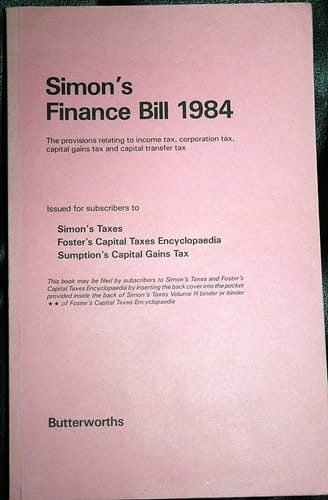 Simon's
Finance Bill 1984
The provisions relating to income tax, corporation tax,
capital gains tax and capital transfer tax
Issued for subscribers to
Simon's Taxes
Foster's Capital Taxes Encyclopaedia
Sumption's Capital Gains Tax
This book may be filed by subscribers to Simon's Taxes and Foster's
Capital Taxes Encyclopaedia by inserting the back cover into the pocket
provided inside the back of Simon's Taxes Volume H binder or binder
★★ of Foster's Capital Taxes Encyclopaedia
Butterworths